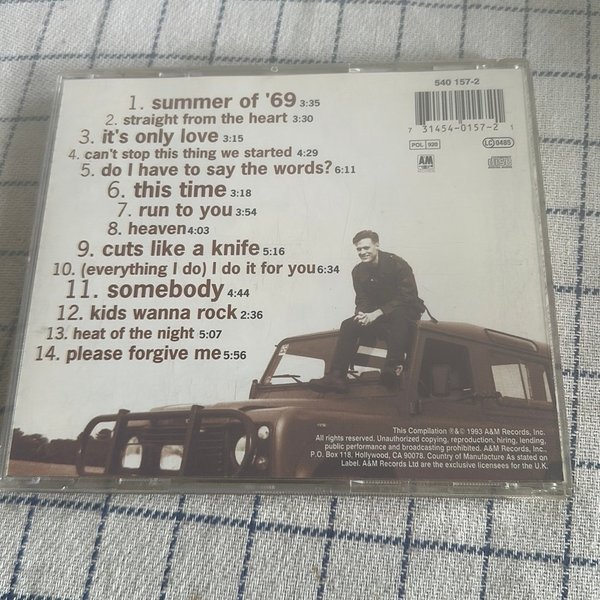 540 157-2
7 31454-0157-2 1
POL 920
LC 0485
AM
1. summer of '69 3:35
2. straight from the heart 3:30
3. it's only love 3:15
4. can't stop this thing we started 4:29
5. do I have to say the words? 6:11
6. this time 3:18
7. run to you 3:54
8. heaven 4:03
9. cuts like a knife 5:16
10. (everything I do) I do it for you 6:34
11. somebody 4:44
12. kids wanna rock 2:36
13. heat of the night 5:07
14. please forgive me 5:56
This Compilation ℗&© 1993 A&M Records, Inc.
All rights reserved. Unauthorized copying, reproduction, hiring, lending,
public performance and broadcasting prohibited. A&M Records, Inc.,
P.O. Box 118, Hollywood, CA 90078. Country of Manufacture As stated on
Label. A&M Records Ltd are the exclusive licensees for the U.K.